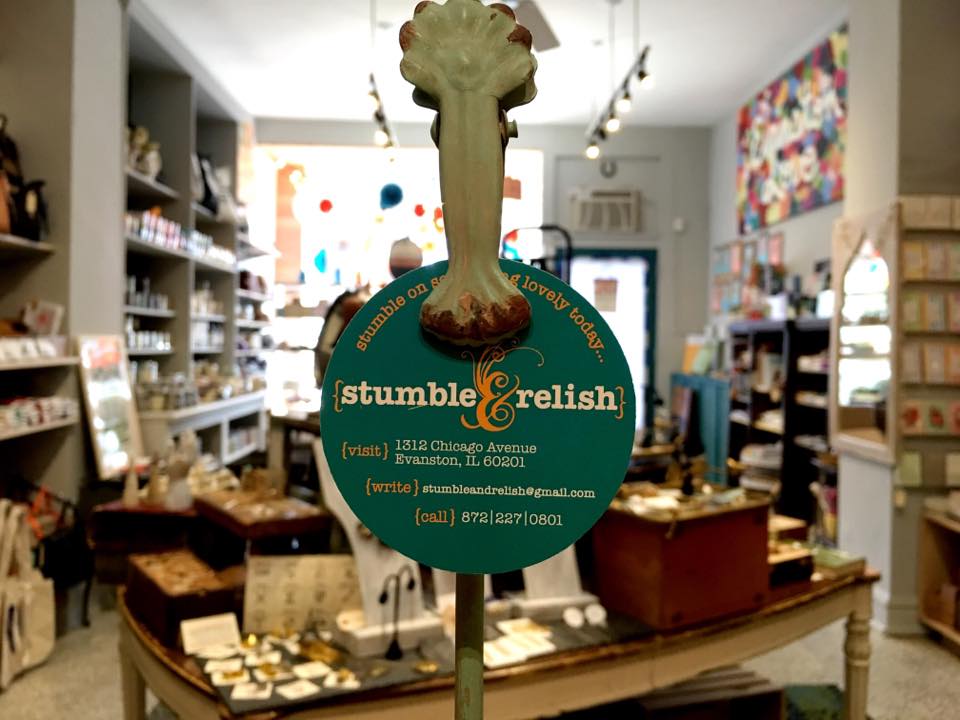 stumble on lovely today...
{stumble & relish}
{visit} 1312 Chicago Avenue
Evanston, IL 60201
{write} stumbleandrelish@gmail.com
{call} 872|227|0801